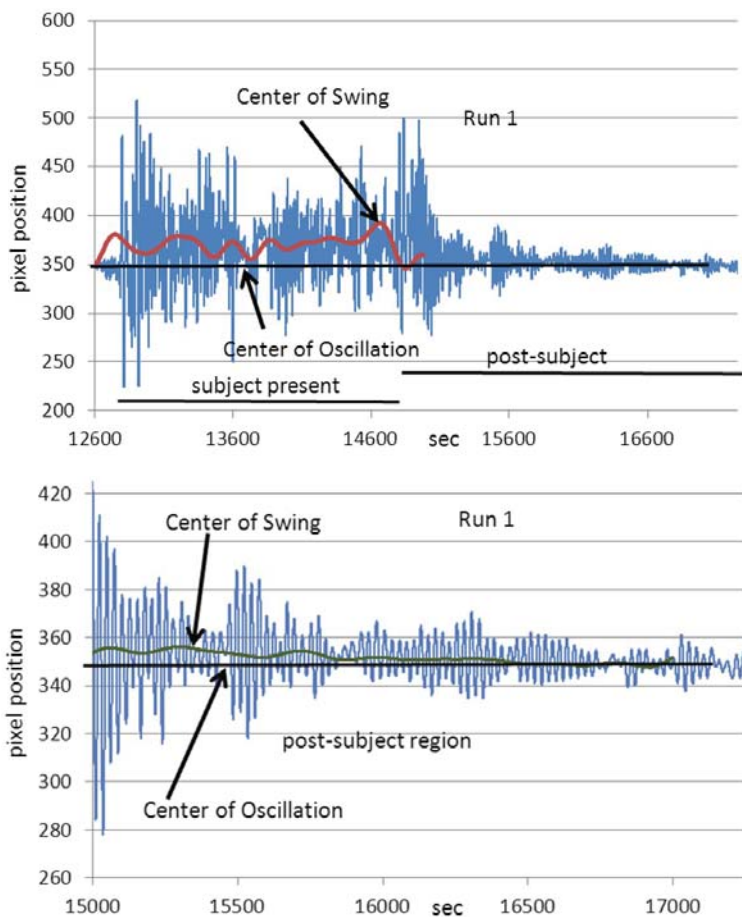 600
550
500
450
400
350
300
250
200
pixel position
Center of Swing
Run 1
Center of Oscillation
post-subject
subject present
12600 13600 14600 sec 15600 16600
420
400
380
360
340
320
300
280
260
pixel position
Center of Swing
Run 1
post-subject region
Center of Oscillation
15000 15500 16000 sec 16500 17000